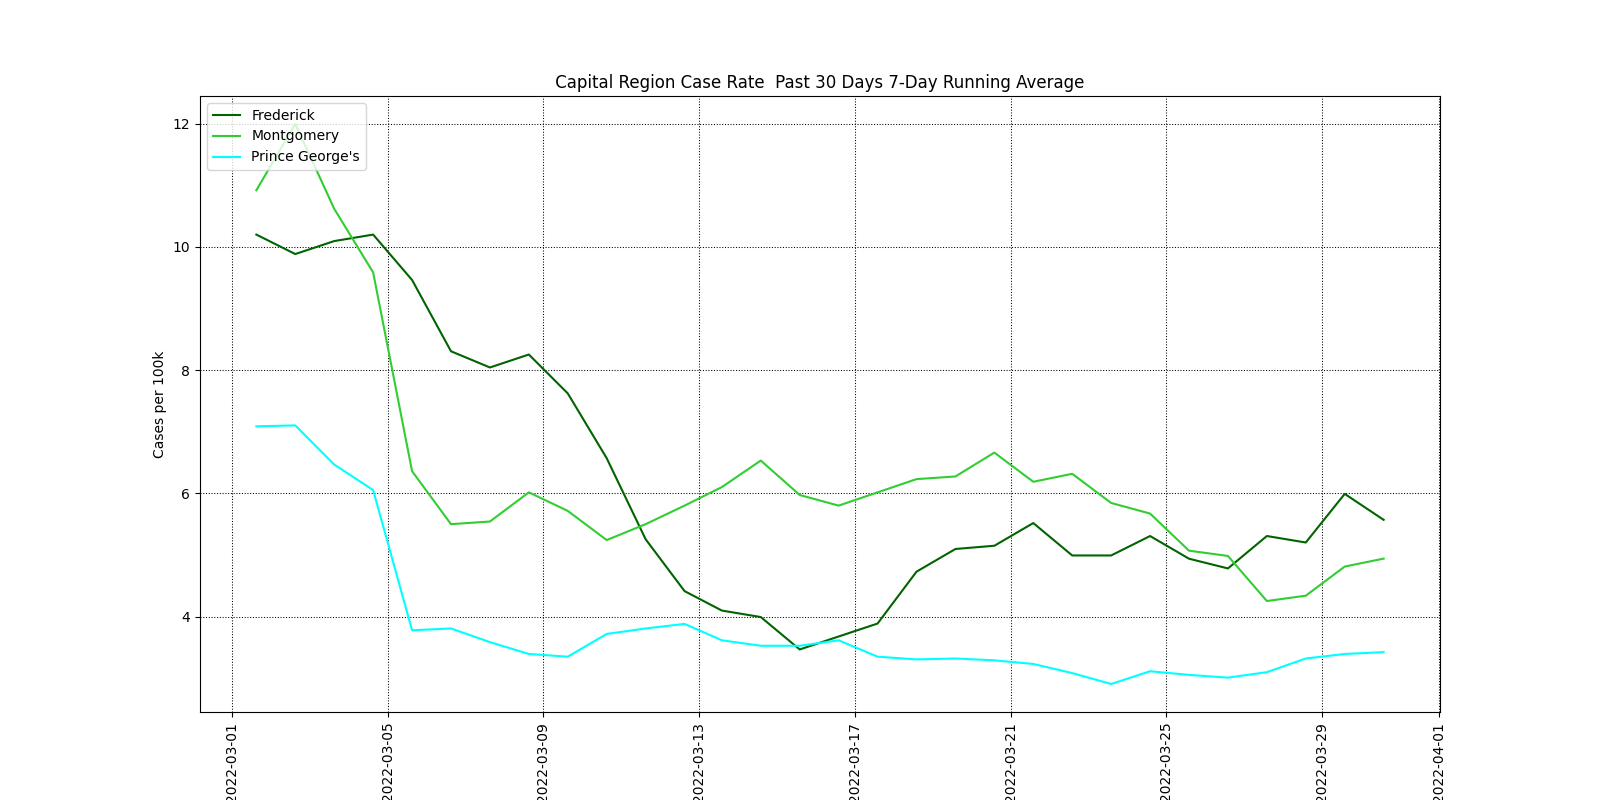 Capital Region Case Rate  Past 30 Days 7-Day Running Average
Frederick
Montgomery
Prince George's
Cases per 100k
12
10
8
6
4
2022-03-01
2022-03-05
2022-03-09
2022-03-13
2022-03-17
2022-03-21
2022-03-25
2022-03-29
2022-04-01